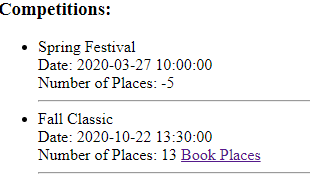 Competitions:
Spring Festival
Date: 2020-03-27 10:00:00
Number of Places: -5
Fall Classic
Date: 2020-10-22 13:30:00
Number of Places: 13 Book Places